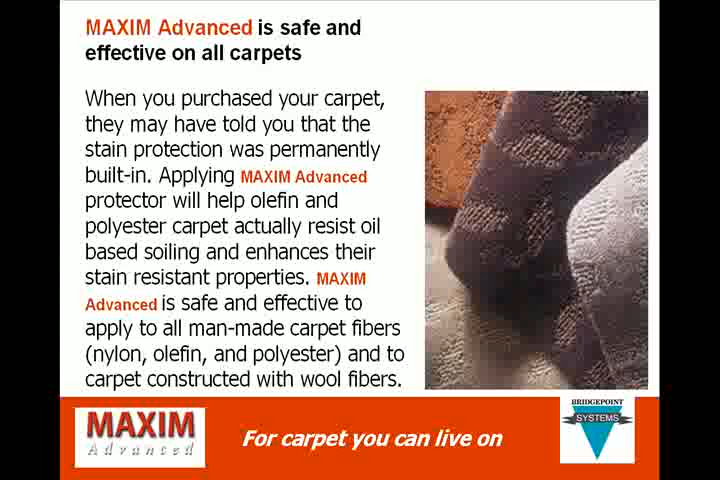 MAXIM Advanced is safe and
effective on all carpets
When you purchased your carpet,
they may have told you that the
stain protection was permanently
built-in. Applying MAXIM Advanced
protector will help olefin and
polyester carpet actually resist oil
based soiling and enhances their
stain resistant properties. MAXIM
Advanced is safe and effective to
apply to all man-made carpet fibers
(nylon, olefin, and polyester) and to
carpet constructed with wool fibers.
MAXIM
Advanced
For carpet you can live on
BRIDGEPOINT
SYSTEMS